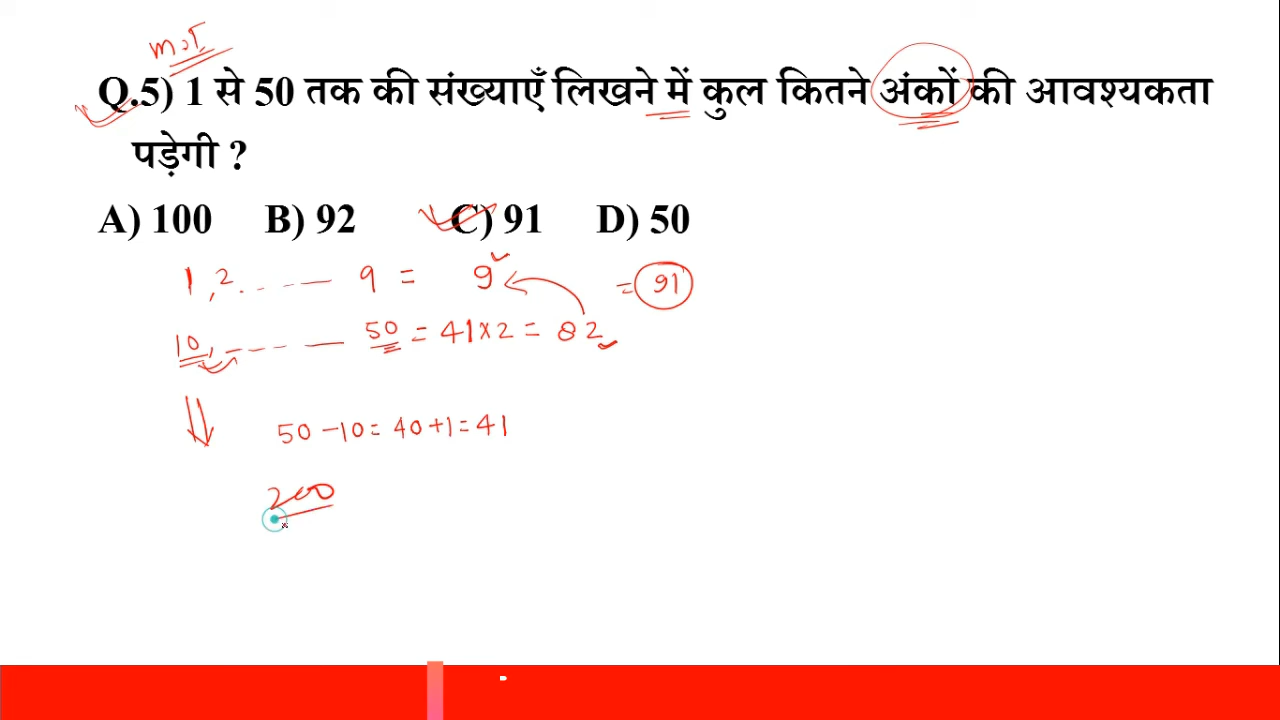 Q.5) 1 से 50 तक की संख्याएँ लिखने में कुल कितने अंकों की आवश्यकता
पड़ेगी ?
A) 100 B) 92 C) 91 D) 50
1, 2. ..... 9 = 9 = 91
10, ..... 50 = 41 x 2 = 82
50 - 10 = 40 + 1 = 41
200